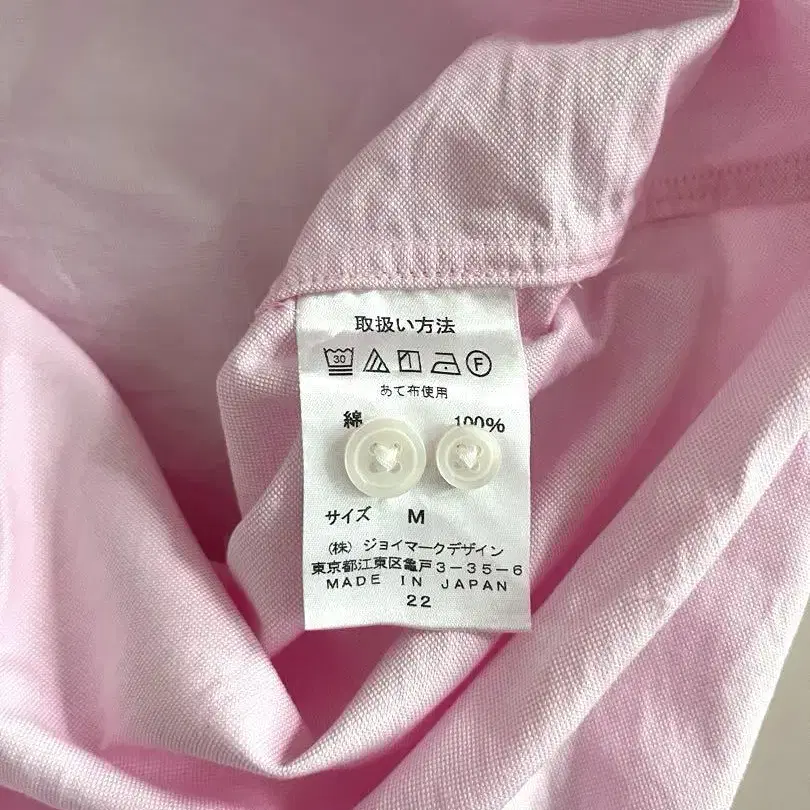 取扱い方法
30 F
あて布使用
綿 100%
サイズ M
(株) ジョイマークデザイン
東京都江東区亀戸3-35-6
MADE IN JAPAN
22